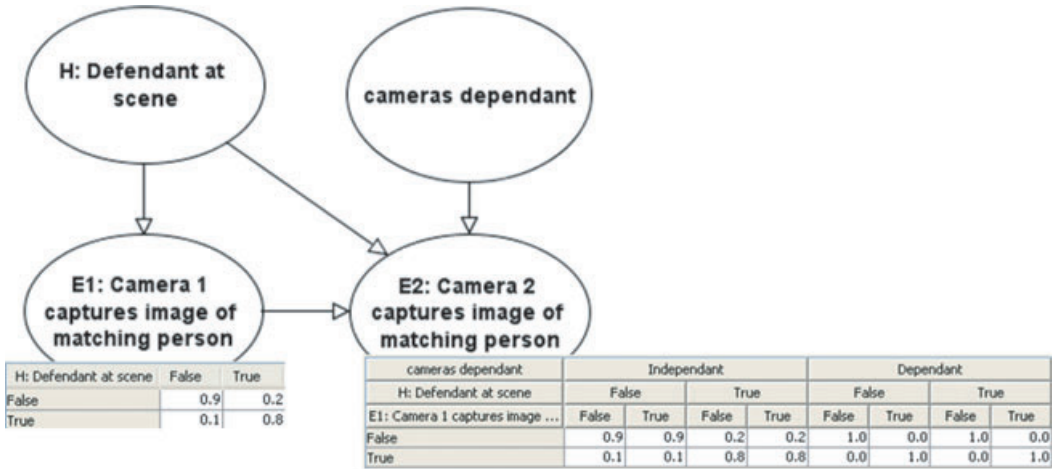 H: Defendant at
scene
cameras dependant
E1: Camera 1
captures image of
matching person
E2: Camera 2
captures image of
matching person
H: Defendant at scene False True
False 0.9 0.2
True 0.1 0.8
cameras dependant Independant Dependant
H: Defendant at scene False True False True
E1: Camera 1 captures image ... False True False True False True False True
False 0.9 0.9 0.2 0.2 1.0 0.0 1.0 0.0
True 0.1 0.1 0.8 0.8 0.0 1.0 0.0 1.0